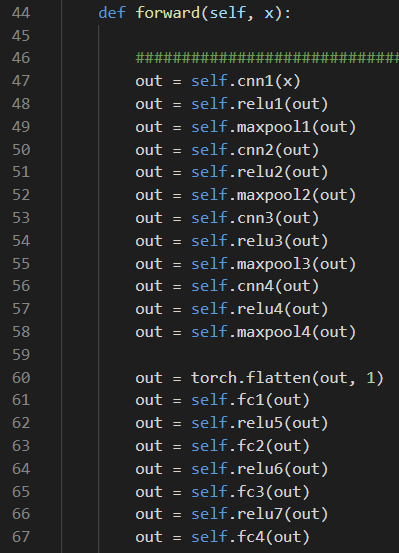 44 def forward(self, x):
45
46 #############################
47 out = self.cnn1(x)
48 out = self.relu1(out)
49 out = self.maxpool1(out)
50 out = self.cnn2(out)
51 out = self.relu2(out)
52 out = self.maxpool2(out)
53 out = self.cnn3(out)
54 out = self.relu3(out)
55 out = self.maxpool3(out)
56 out = self.cnn4(out)
57 out = self.relu4(out)
58 out = self.maxpool4(out)
59
60 out = torch.flatten(out, 1)
61 out = self.fc1(out)
62 out = self.relu5(out)
63 out = self.fc2(out)
64 out = self.relu6(out)
65 out = self.fc3(out)
66 out = self.relu7(out)
67 out = self.fc4(out)